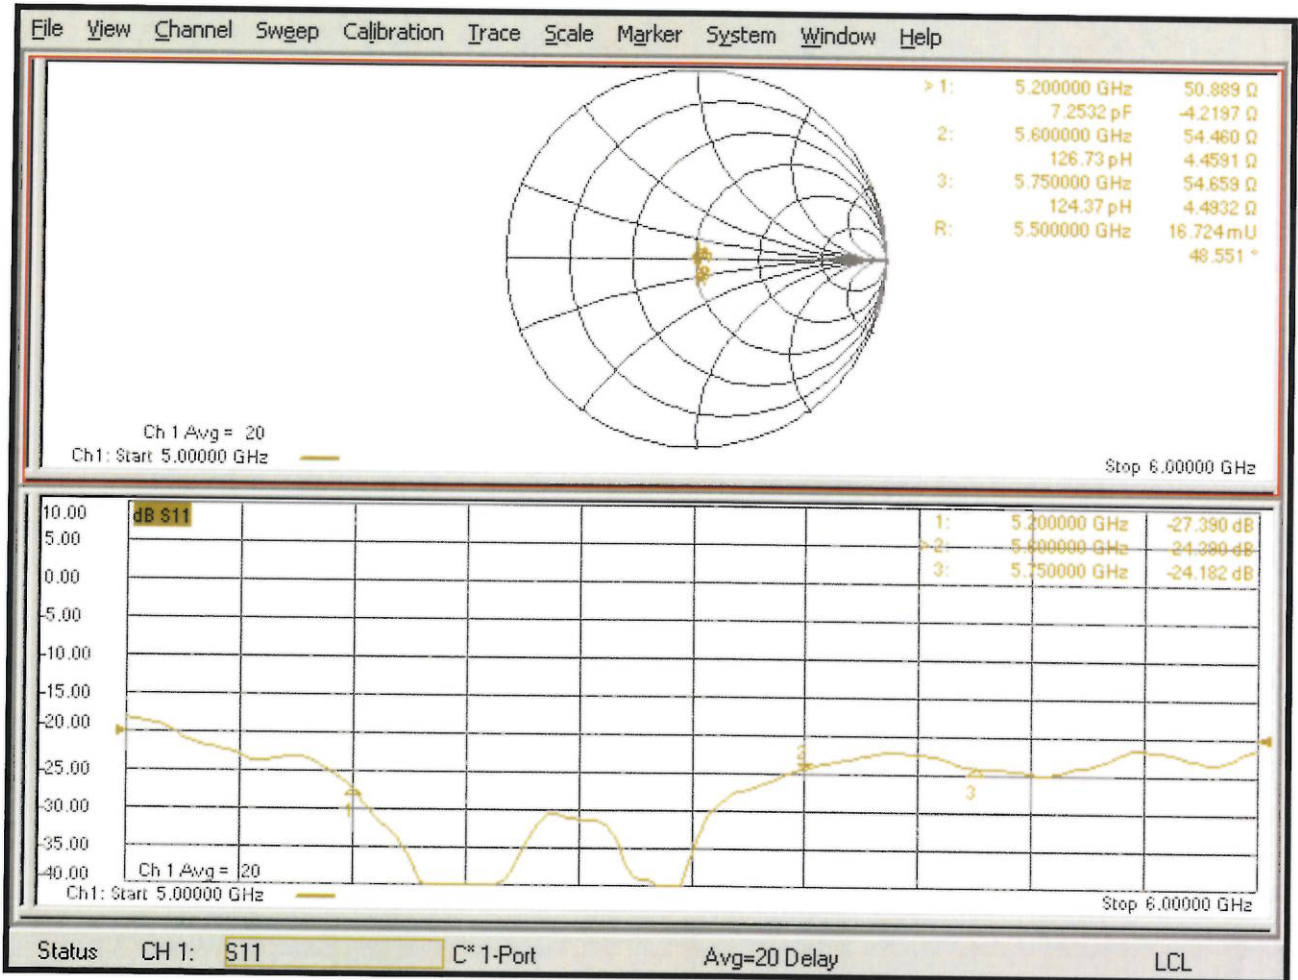 File View Channel Sweep Calibration Trace Scale Marker System Window Help
> 1: 5.200000 GHz 50.889 Ω
7.2532 pF -4.2197 Ω
2: 5.600000 GHz 54.460 Ω
126.73 pH 4.4591 Ω
3: 5.750000 GHz 54.659 Ω
124.37 pH 4.4932 Ω
R: 5.500000 GHz 16.724 mU
48.551 °
Ch 1 Avg = 20
Ch1: Start 5.00000 GHz
Stop 6.00000 GHz
10.00
5.00
0.00
-5.00
-10.00
-15.00
-20.00
-25.00
-30.00
-35.00
-40.00
dB S11
1: 5.200000 GHz -27.390 dB
> 2: 5.600000 GHz -24.380 dB
3: 5.750000 GHz -24.182 dB
1
2
3
Ch 1 Avg = 20
Ch1: Start 5.00000 GHz
Stop 6.00000 GHz
Status CH 1: S11 C* 1-Port Avg=20 Delay LCL